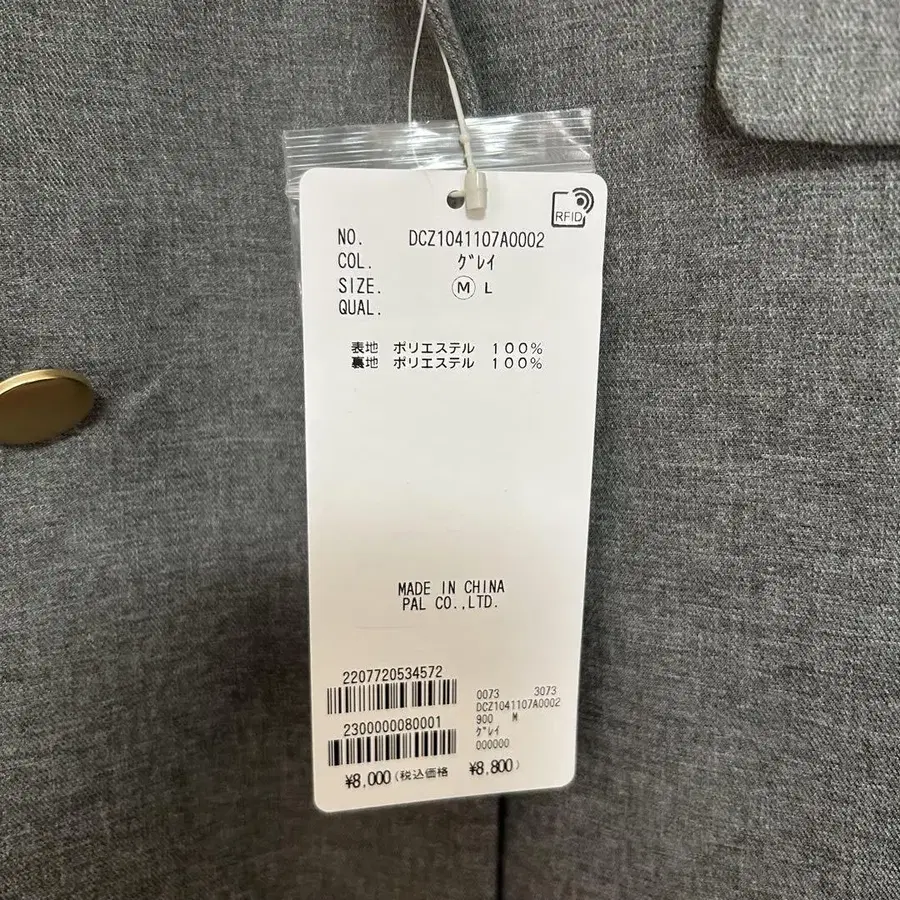 RFID
NO. DCZ1041107A0002
COL. グレイ
SIZE. M L
QUAL.
表地 ポリエステル 100%
裏地 ポリエステル 100%
MADE IN CHINA
PAL CO.,LTD.
2207720534572
2300000080001
¥8,000(税込価格 ¥8,800)
0073 3073
DCZ1041107A0002
900 M
グレイ
000000